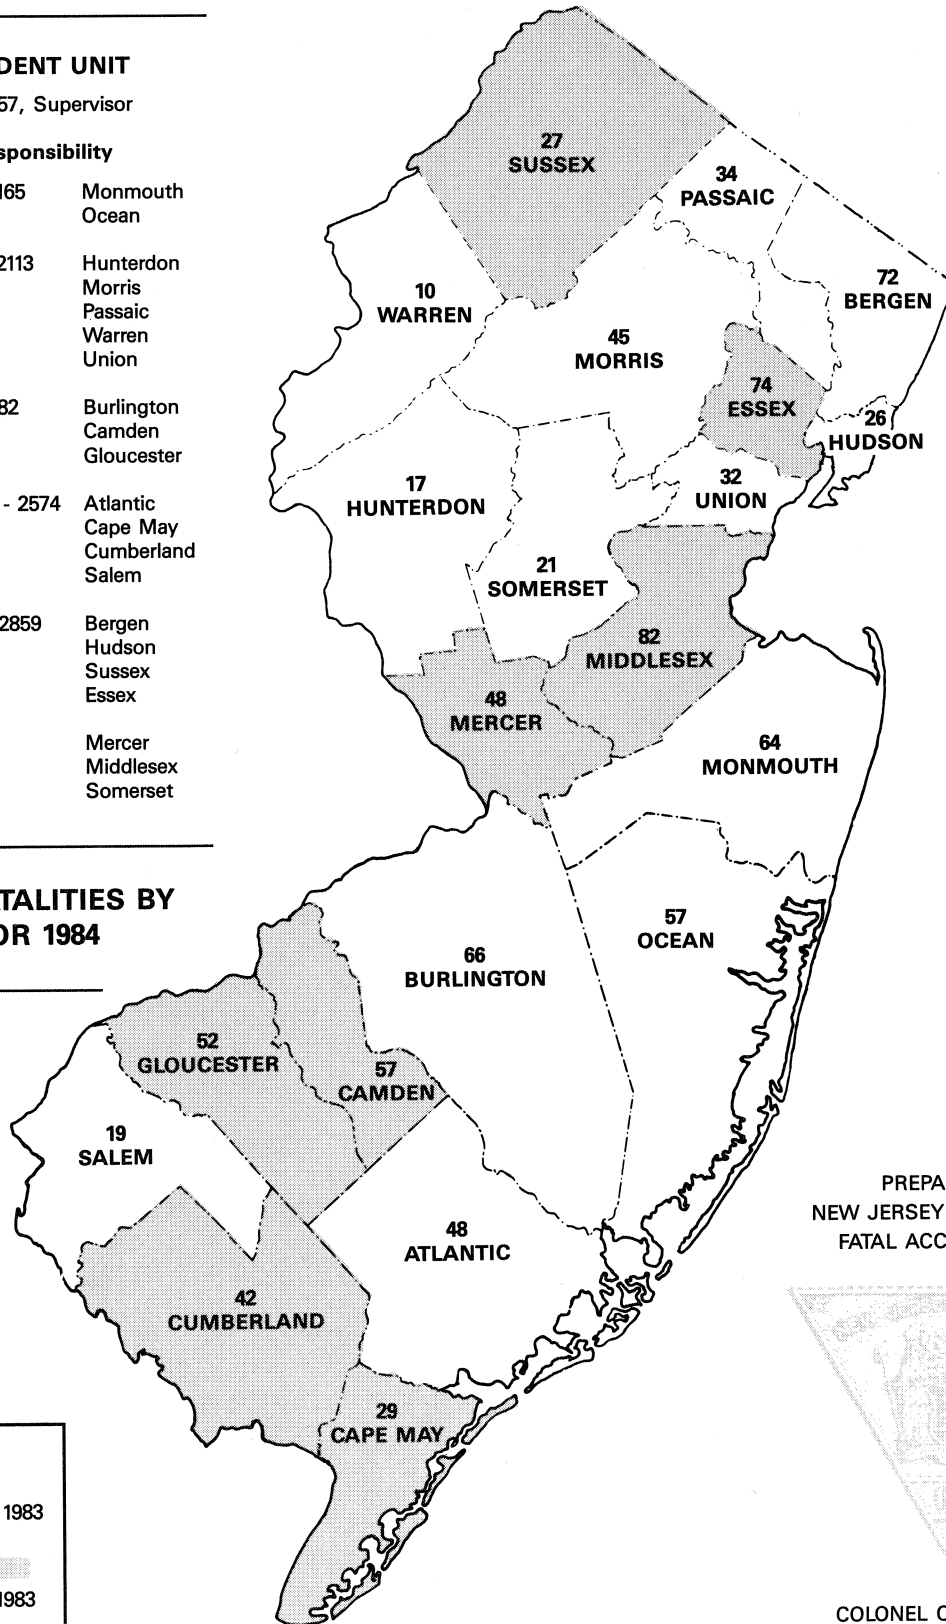 DENT UNIT
57, Supervisor
sponsibility
165 Monmouth
Ocean
2113 Hunterdon
Morris
Passaic
Warren
Union
82 Burlington
Camden
Gloucester
- 2574 Atlantic
Cape May
Cumberland
Salem
2859 Bergen
Hudson
Sussex
Essex
Mercer
Middlesex
Somerset
TALITIES BY
OR 1984
27
SUSSEX
34
PASSAIC
72
BERGEN
10
WARREN
45
MORRIS
74
ESSEX
26
HUDSON
17
HUNTERDON
32
UNION
21
SOMERSET
82
MIDDLESEX
48
MERCER
64
MONMOUTH
57
OCEAN
66
BURLINGTON
52
GLOUCESTER
57
CAMDEN
19
SALEM
48
ATLANTIC
42
CUMBERLAND
29
CAPE MAY
PREPA
NEW JERSEY
FATAL ACC
1983
1983
COLONEL C